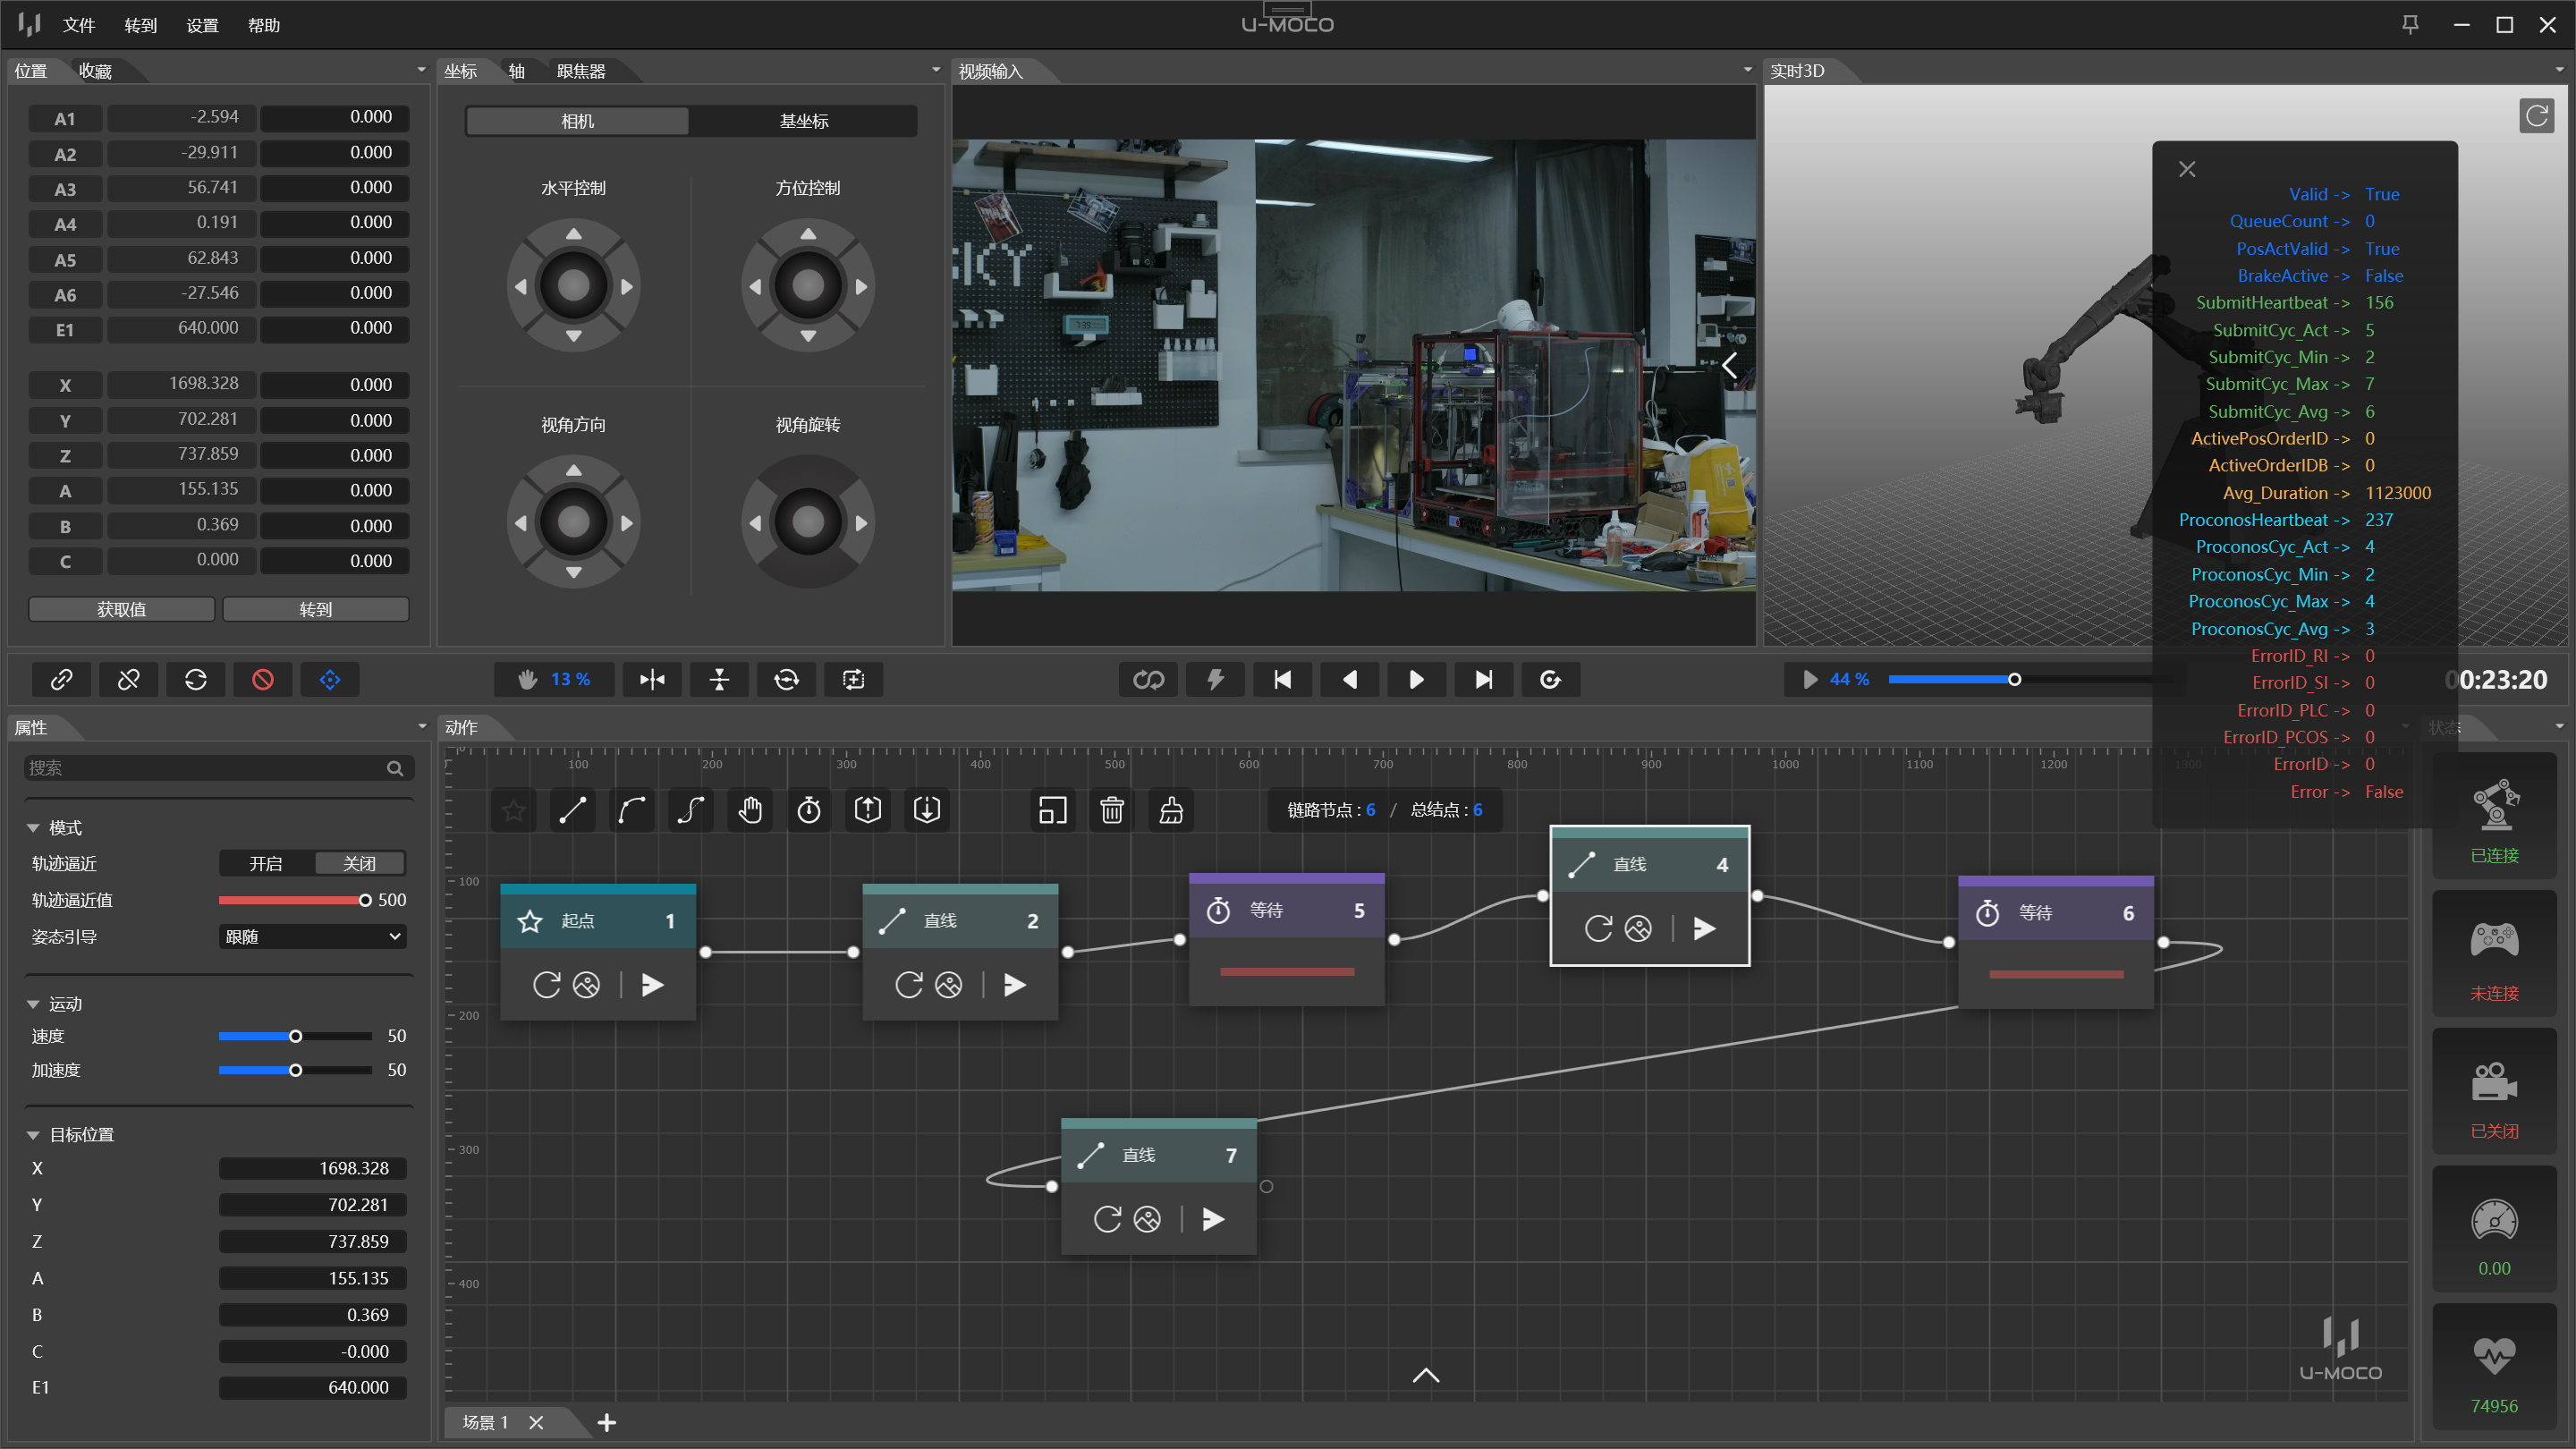 文件 转到 设置 帮助
U-MOCO
位置 收藏
A1 -2.594 0.000
A2 -29.911 0.000
A3 56.741 0.000
A4 0.191 0.000
A5 62.843 0.000
A6 -27.546 0.000
E1 640.000 0.000
X 1698.328 0.000
Y 702.281 0.000
Z 737.859 0.000
A 155.135 0.000
B 0.369 0.000
C 0.000 0.000
获取值 转到
坐标 轴 跟焦器
相机 基坐标
水平控制 方位控制
视角方向 视角旋转
视频输入
实时3D
Valid -> True
QueueCount -> 0
PosActValid -> True
BrakeActive -> False
SubmitHeartbeat -> 156
SubmitCyc_Act -> 5
SubmitCyc_Min -> 2
SubmitCyc_Max -> 7
SubmitCyc_Avg -> 6
ActivePosOrderID -> 0
ActiveOrderIDB -> 0
Avg_Duration -> 1123000
ProconosHeartbeat -> 237
ProconosCyc_Act -> 4
ProconosCyc_Min -> 2
ProconosCyc_Max -> 4
ProconosCyc_Avg -> 3
ErrorID_RI -> 0
ErrorID_SI -> 0
ErrorID_PLC -> 0
ErrorID_PCOS -> 0
ErrorID -> 0
Error -> False
13 %
44 %
00:23:20
属性
搜索
模式
轨迹逼近 开启 关闭
轨迹逼近值 500
姿态引导 跟随
运动
速度 50
加速度 50
目标位置
X 1698.328
Y 702.281
Z 737.859
A 155.135
B 0.369
C -0.000
E1 640.000
动作
0 100 200 300 400 500 600 700 800 900 1000 1100 1200 1300
100
200
300
400
链路节点 : 6 / 总结点 : 6
起点 1
直线 2
等待 5
直线 4
等待 6
直线 7
U-MOCO
场景 1
状态
已连接
未连接
已关闭
0.00
74956